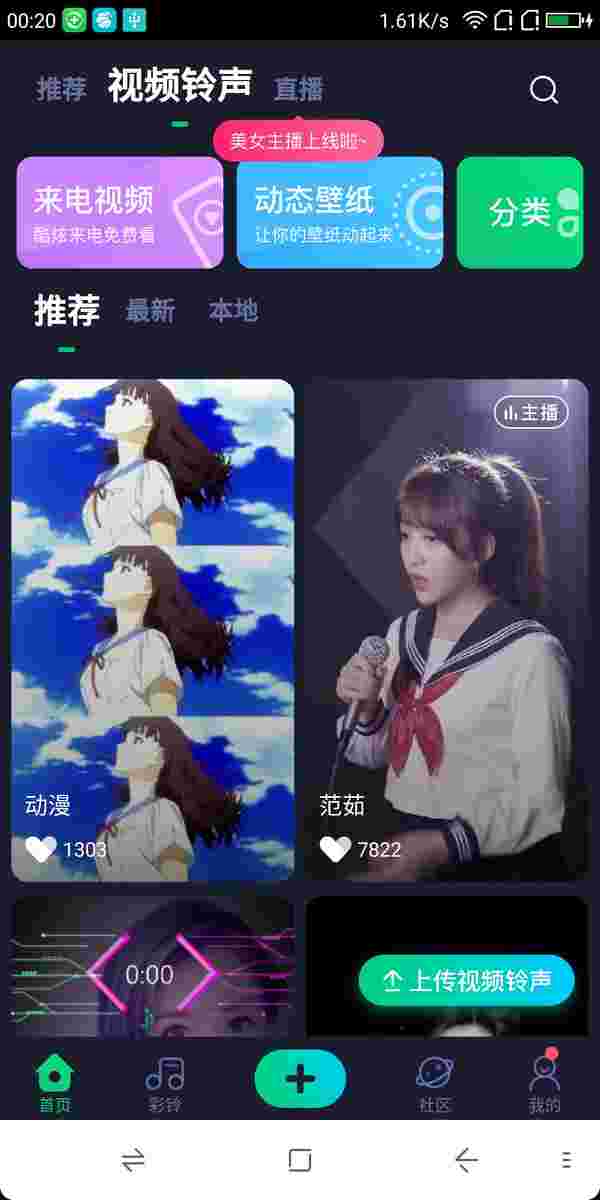 00:20
1.61K/s
推荐 视频铃声 直播
美女主播上线啦~
来电视频
酷炫来电免费看
动态壁纸
让你的壁纸动起来
分类
推荐 最新 本地
主播
动漫
1303
范茹
7822
0:00
上传视频铃声
首页
彩铃
社区
我的